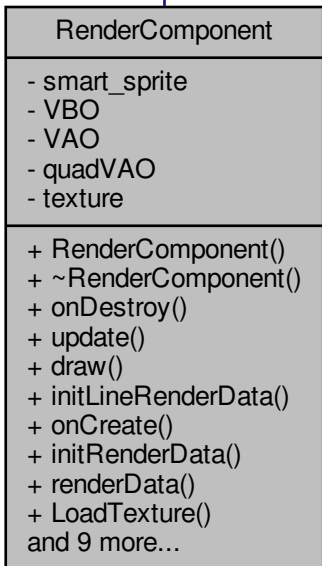 RenderComponent
- smart_sprite
- VBO
- VAO
- quadVAO
- texture
+ RenderComponent()
+ ~RenderComponent()
+ onDestroy()
+ update()
+ draw()
+ initLineRenderData()
+ onCreate()
+ initRenderData()
+ renderData()
+ LoadTexture()
and 9 more...